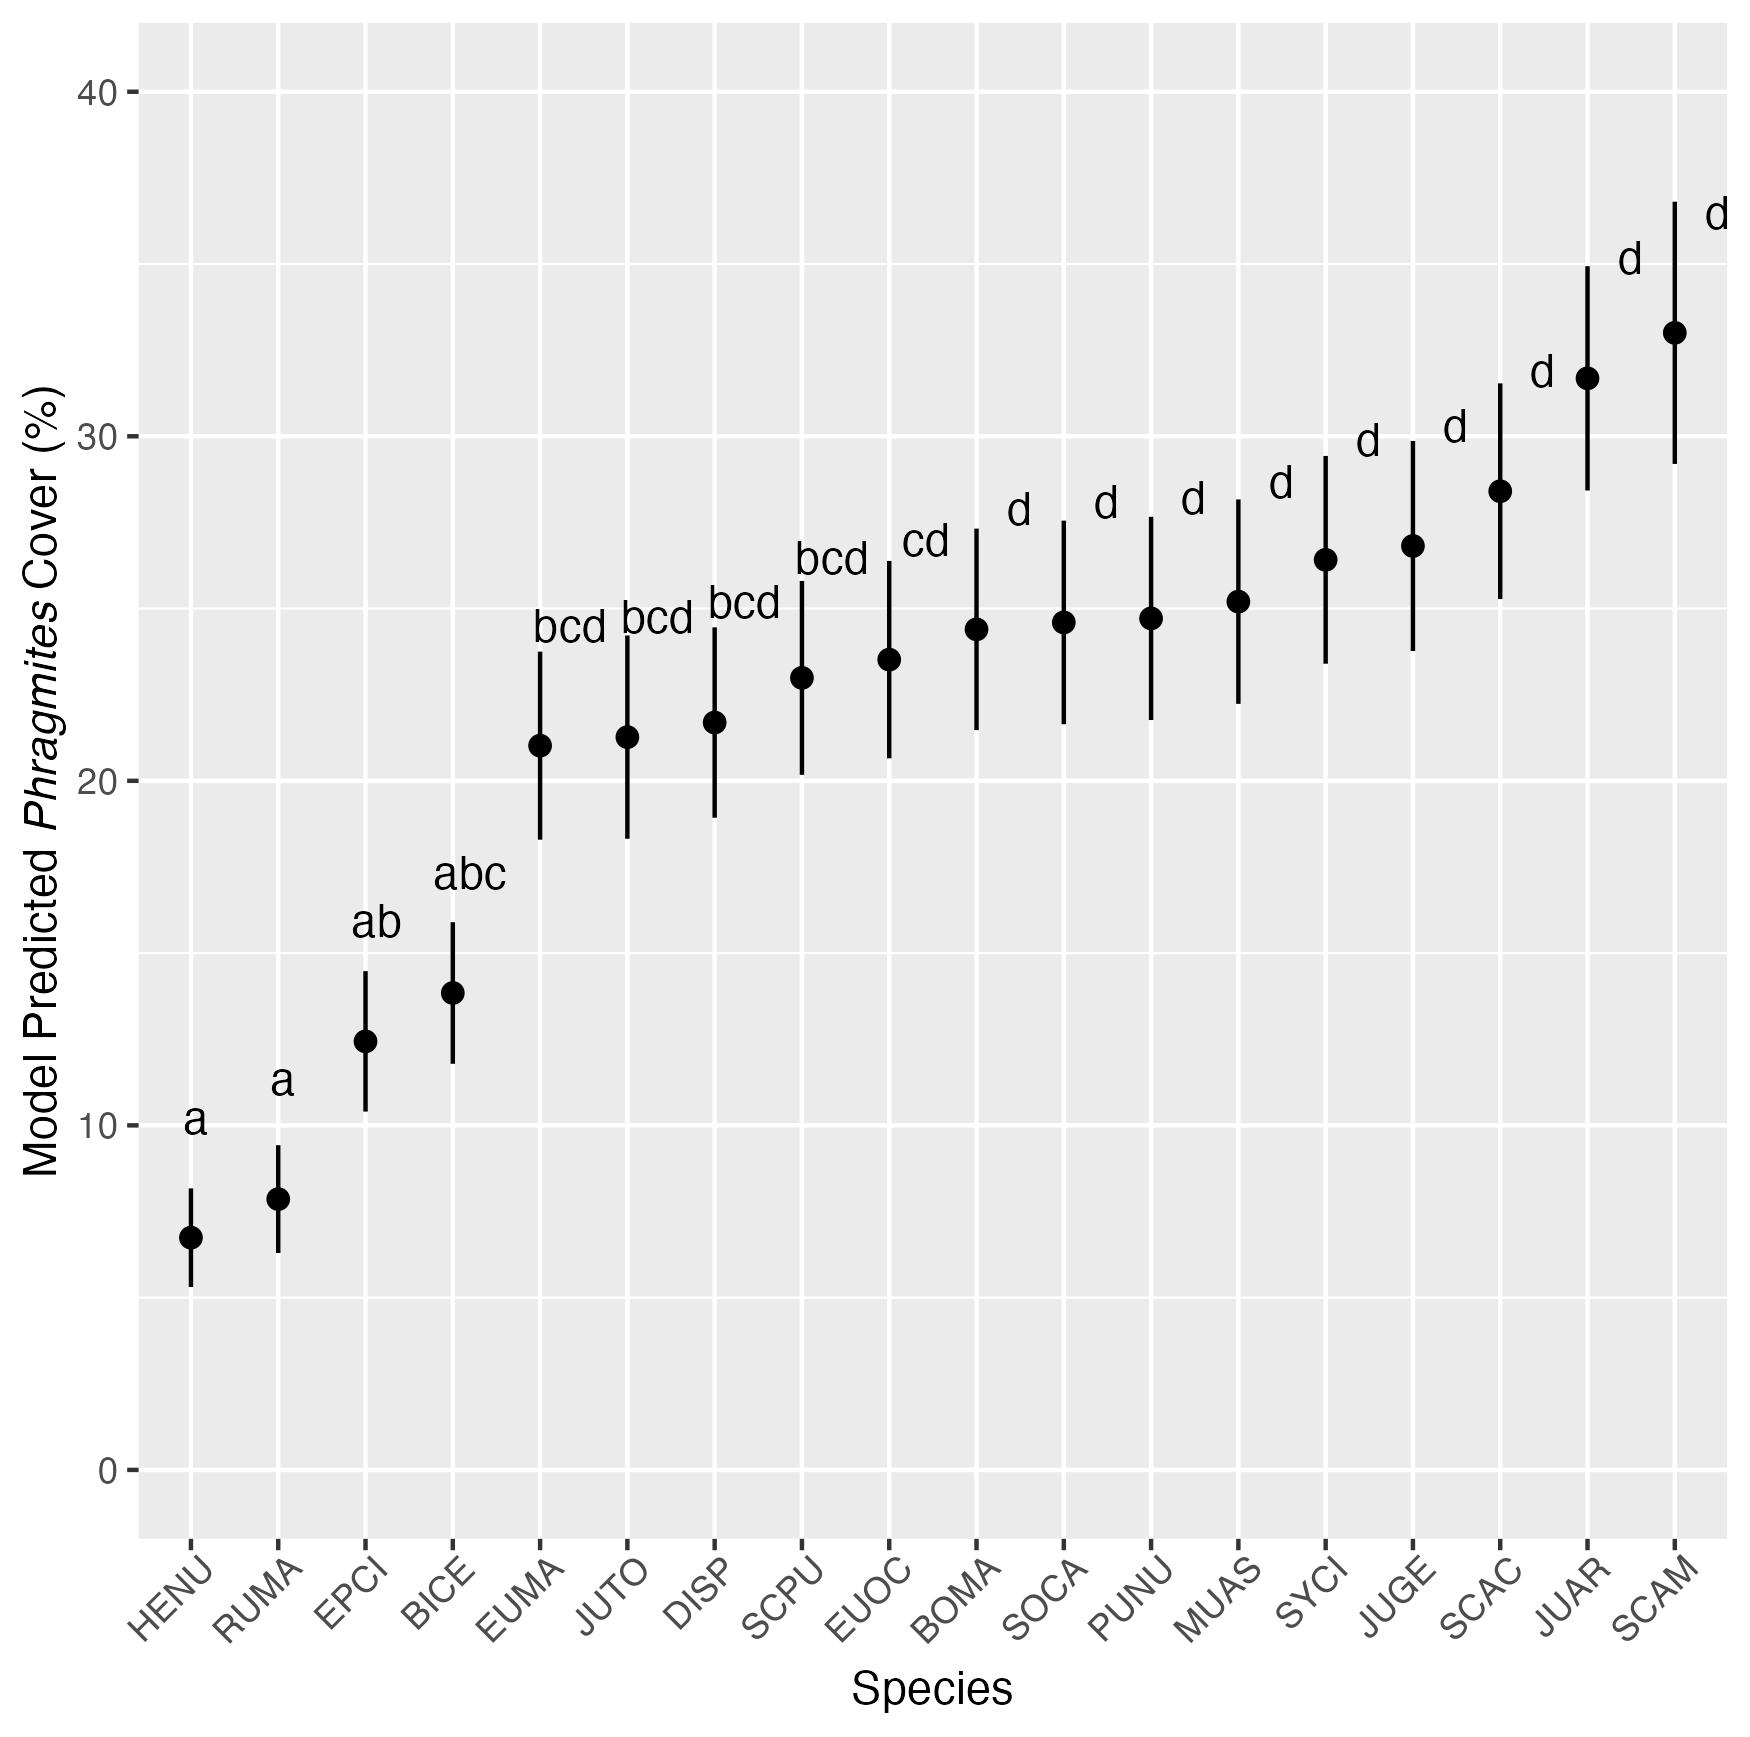 Model Predicted Phragmites Cover (%)
40
30
20
10
0
a
a
ab
abc
bcd
bcd
bcd
bcd
cd
d
d
d
d
d
d
d
d
d
HENU
RUMA
EPCI
BICE
EUMA
JUTO
DISP
SCPU
EUOC
BOMA
SOCA
PUNU
MUAS
SYCI
JUGE
SCAC
JUAR
SCAM
Species